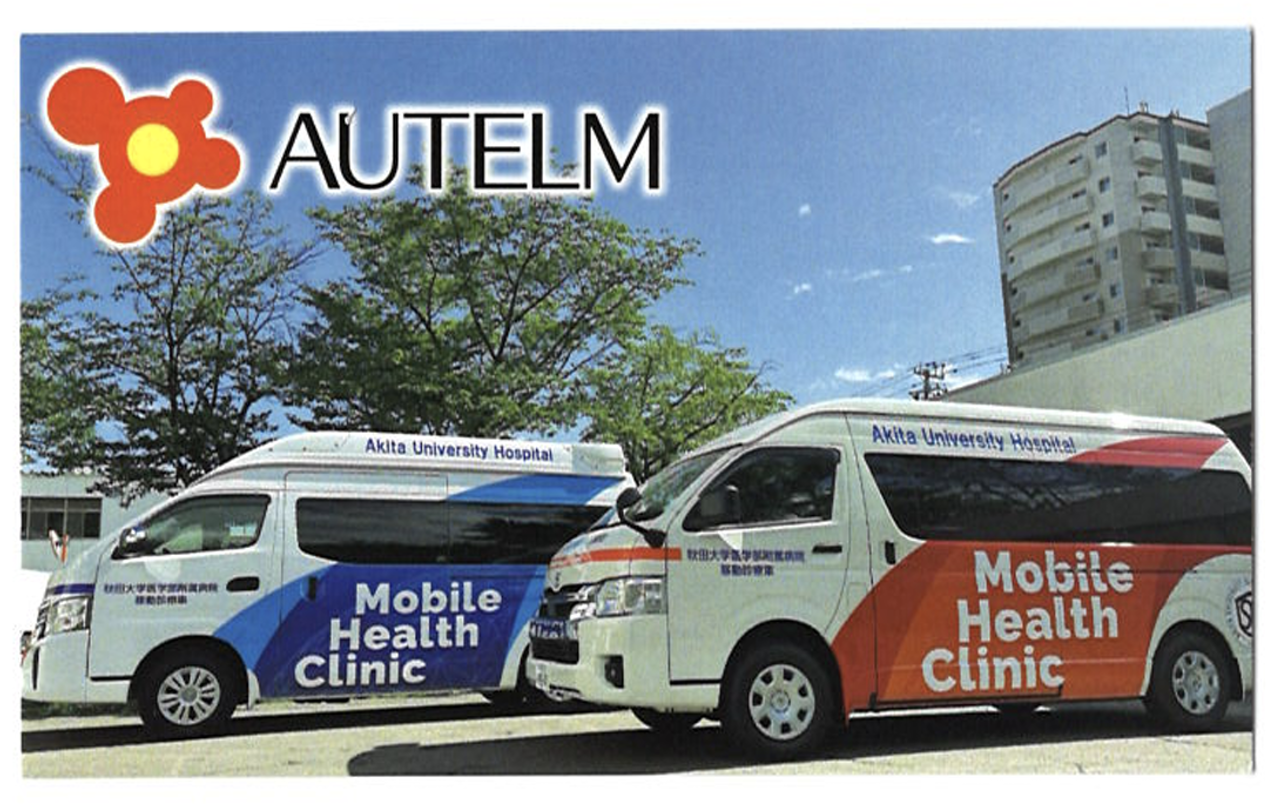 AUTELM
Akita University Hospital
秋田大学医学部附属病院
移動診療車
Mobile
Health
Clinic
Akita University Hospital
秋田大学医学部附属病院
移動診療車
Mobile
Health
Clinic